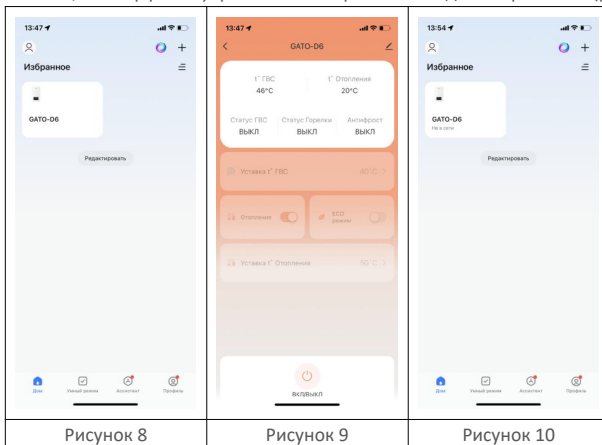 13:47
Избранное
GATO-D6
Редактировать
Дом
Умный режим
Ассистент
Профиль
13:47
GATO-D6
t° ГВС
t° Отопления
46°C
20°C
Статус ГВС
Статус Горелки
Антифрост
ВЫКЛ
ВЫКЛ
ВЫКЛ
Уставка t° ГВС
40°C
Отопление
ECO
режим
Уставка t° Отопления
50°C
ВКЛ/ВЫКЛ
13:54
Избранное
GATO-D6
Не в сети
Редактировать
Дом
Умный режим
Ассистент
Профиль
Рисунок 8
Рисунок 9
Рисунок 10